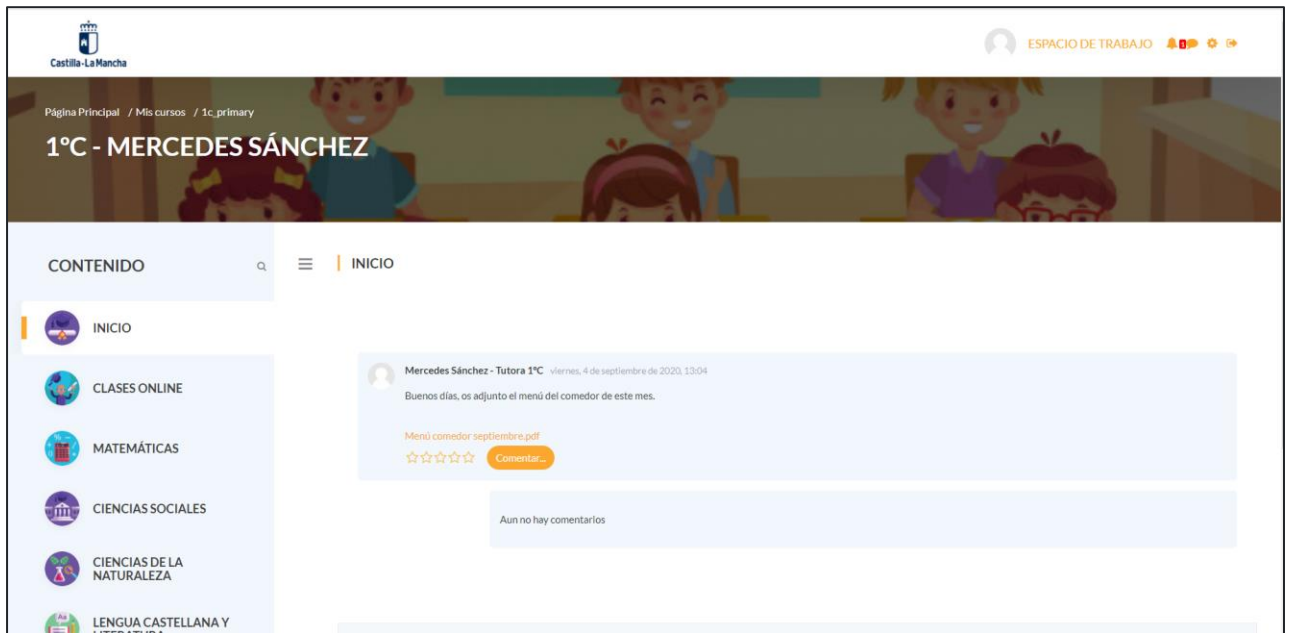 Castilla-La Mancha
ESPACIO DE TRABAJO
1
Página Principal / Mis cursos / 1c_primary
1ºC - MERCEDES SÁNCHEZ
CONTENIDO
INICIO
INICIO
CLASES ONLINE
MATEMÁTICAS
CIENCIAS SOCIALES
CIENCIAS DE LA
NATURALEZA
LENGUA CASTELLANA Y
LITERATURA
Mercedes Sánchez - Tutora 1ºC viernes, 4 de septiembre de 2020, 13:04
Buenos días, os adjunto el menú del comedor de este mes.
Menú comedor septiembre.pdf
Comentar...
Aun no hay comentarios